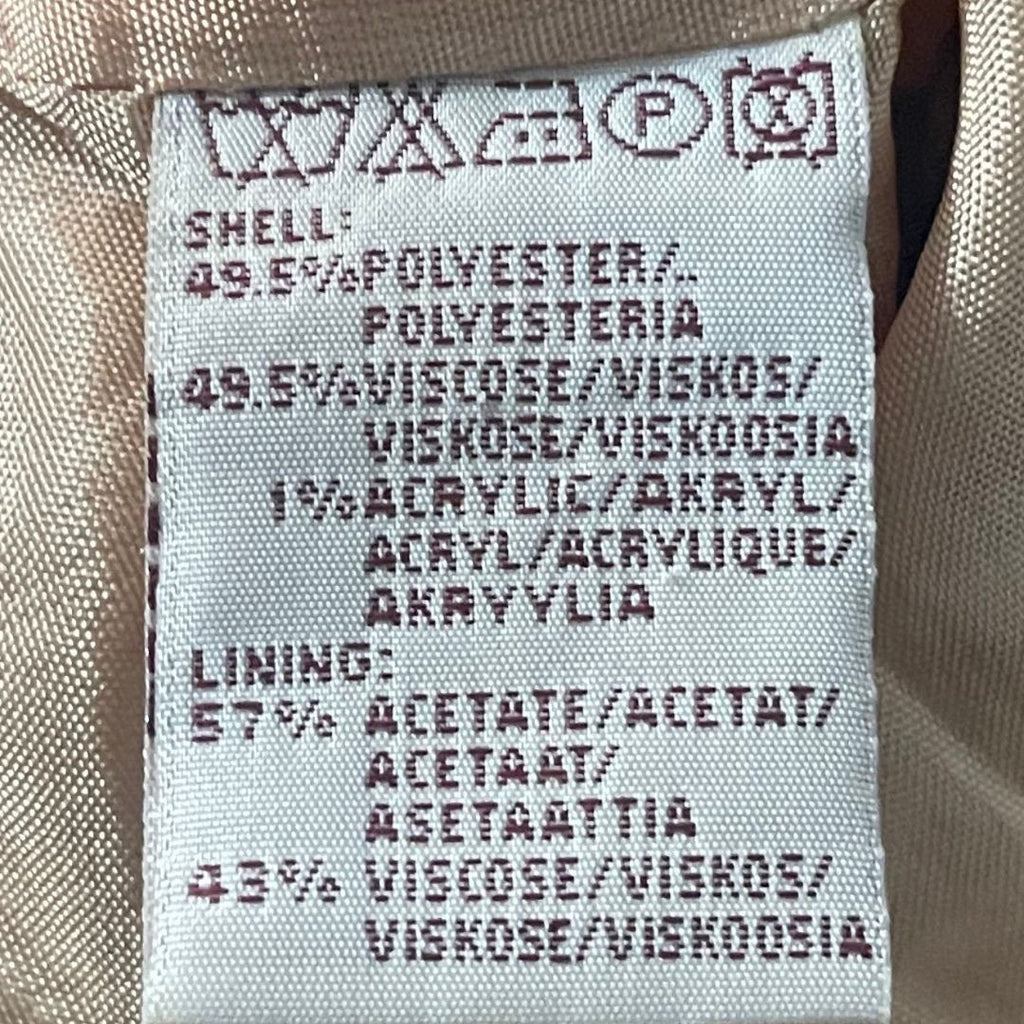 P
SHELL:
49.5% POLYESTER/
POLYESTERIA
49.5% VISCOSE/VISKOS/
VISKOSE/VISKOOSIA
1% ACRYLIC/AKRYL/
ACRYL/ACRYLIQUE/
AKRYYLIA
LINING:
57% ACETATE/ACETAT/
ACETAAT/
ASETAATTIA
43% VISCOSE/VISKOS/
VISKOSE/VISKOOSIA